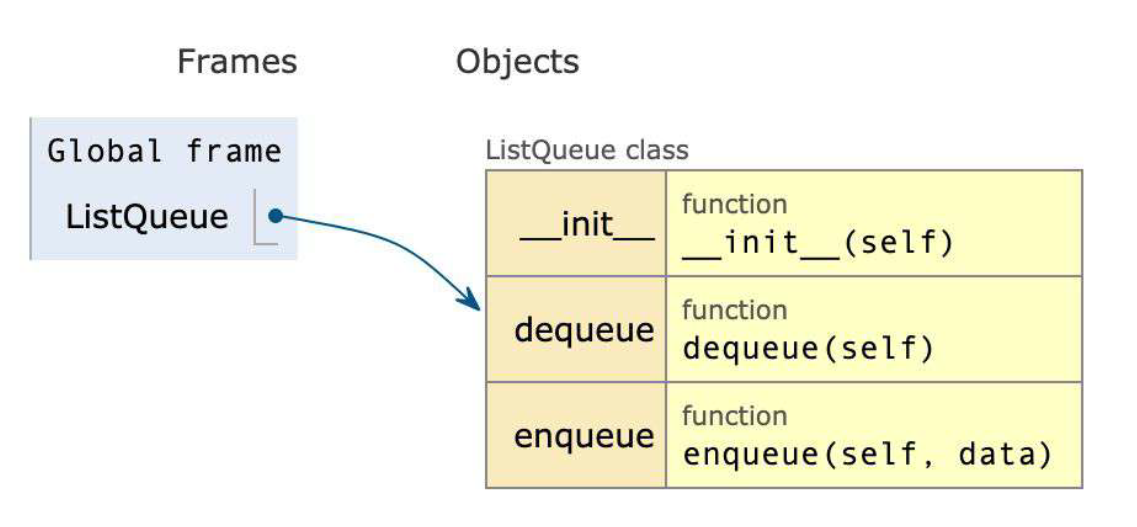 Frames
Objects
Global frame
ListQueue
ListQueue class
__init__
function
__init__(self)
dequeue
function
dequeue(self)
enqueue
function
enqueue(self, data)